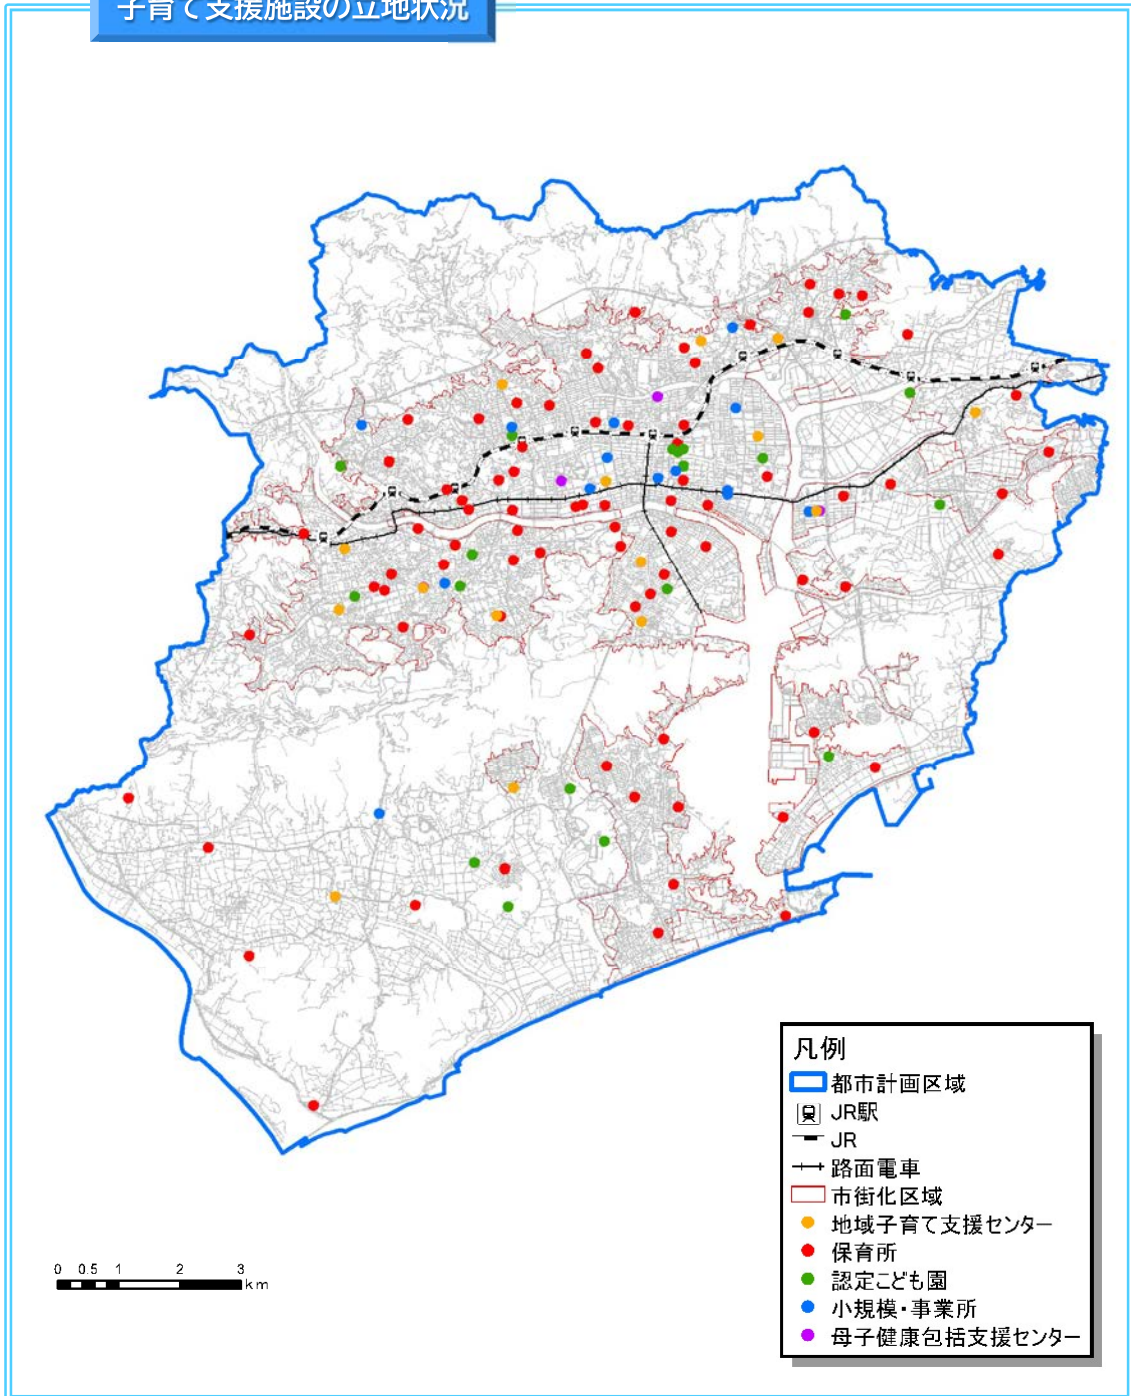 子育て支援施設の立地状況
凡例
都市計画区域
JR駅
JR
路面電車
市街化区域
地域子育て支援センター
保育所
認定こども園
小規模・事業所
母子健康包括支援センター
0 0.5 1 2 3
km